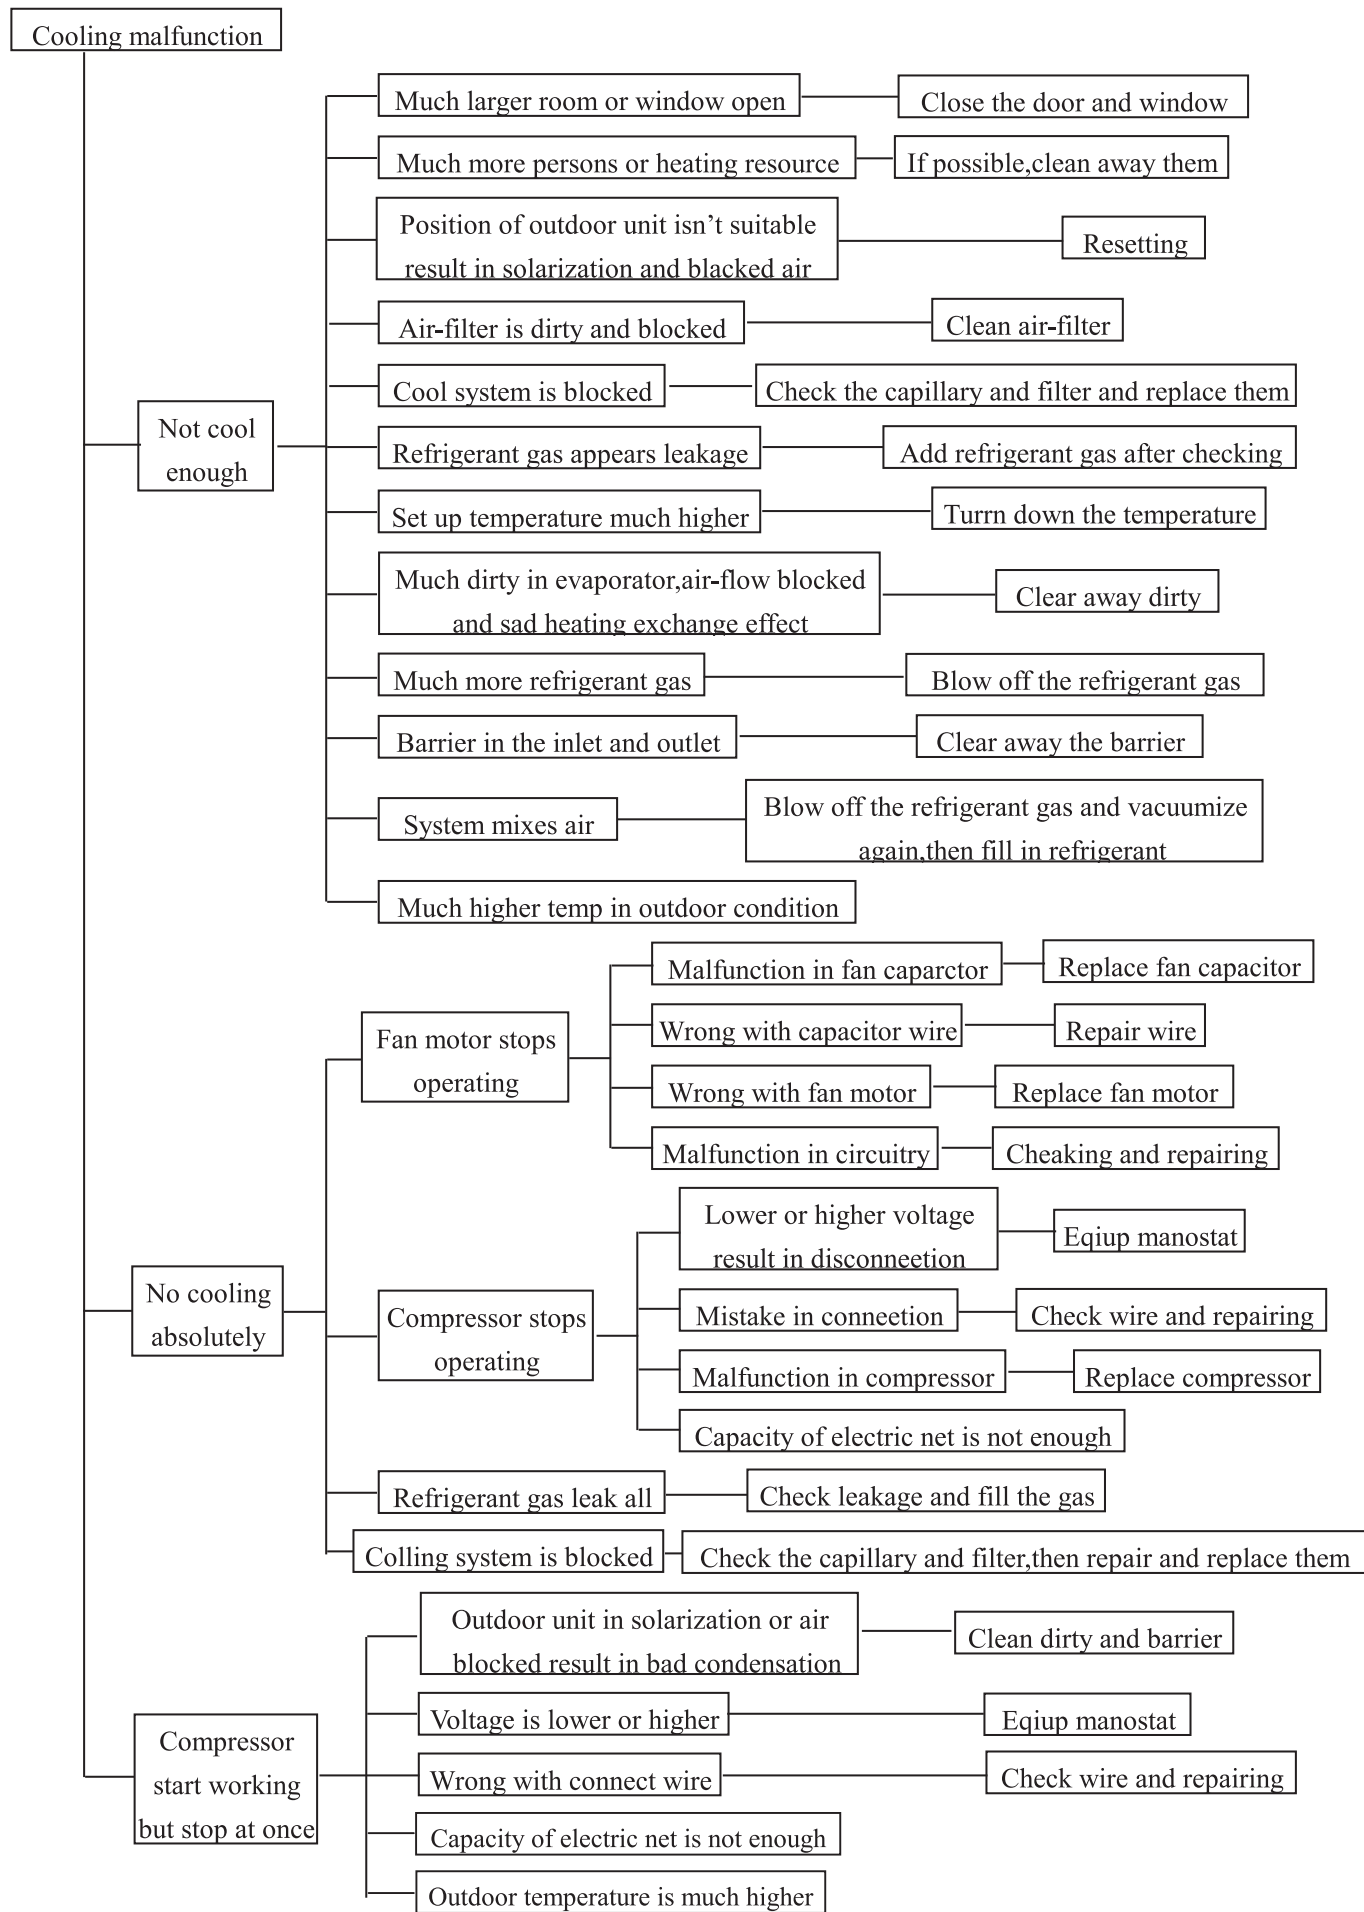 Cooling malfunction
Much larger room or window open
Close the door and window
Much more persons or heating resource
If possible,clean away them
Position of outdoor unit isn't suitable
result in solarization and blacked air
Resetting
Air-filter is dirty and blocked
Clean air-filter
Cool system is blocked
Check the capillary and filter and replace them
Not cool
enough
Refrigerant gas appears leakage
Add refrigerant gas after checking
Set up temperature much higher
Turrn down the temperature
Much dirty in evaporator,air-flow blocked
and sad heating exchange effect
Clear away dirty
Much more refrigerant gas
Blow off the refrigerant gas
Barrier in the inlet and outlet
Clear away the barrier
System mixes air
Blow off the refrigerant gas and vacuumize
again,then fill in refrigerant
Much higher temp in outdoor condition
Fan motor stops
operating
Malfunction in fan caparctor
Replace fan capacitor
Wrong with capacitor wire
Repair wire
Wrong with fan motor
Replace fan motor
Malfunction in circuitry
Cheaking and repairing
No cooling
absolutely
Compressor stops
operating
Lower or higher voltage
result in disconneetion
Eqiup manostat
Mistake in conneetion
Check wire and repairing
Malfunction in compressor
Replace compressor
Capacity of electric net is not enough
Refrigerant gas leak all
Check leakage and fill the gas
Colling system is blocked
Check the capillary and filter,then repair and replace them
Compressor
start working
but stop at once
Outdoor unit in solarization or air
blocked result in bad condensation
Clean dirty and barrier
Voltage is lower or higher
Eqiup manostat
Wrong with connect wire
Check wire and repairing
Capacity of electric net is not enough
Outdoor temperature is much higher